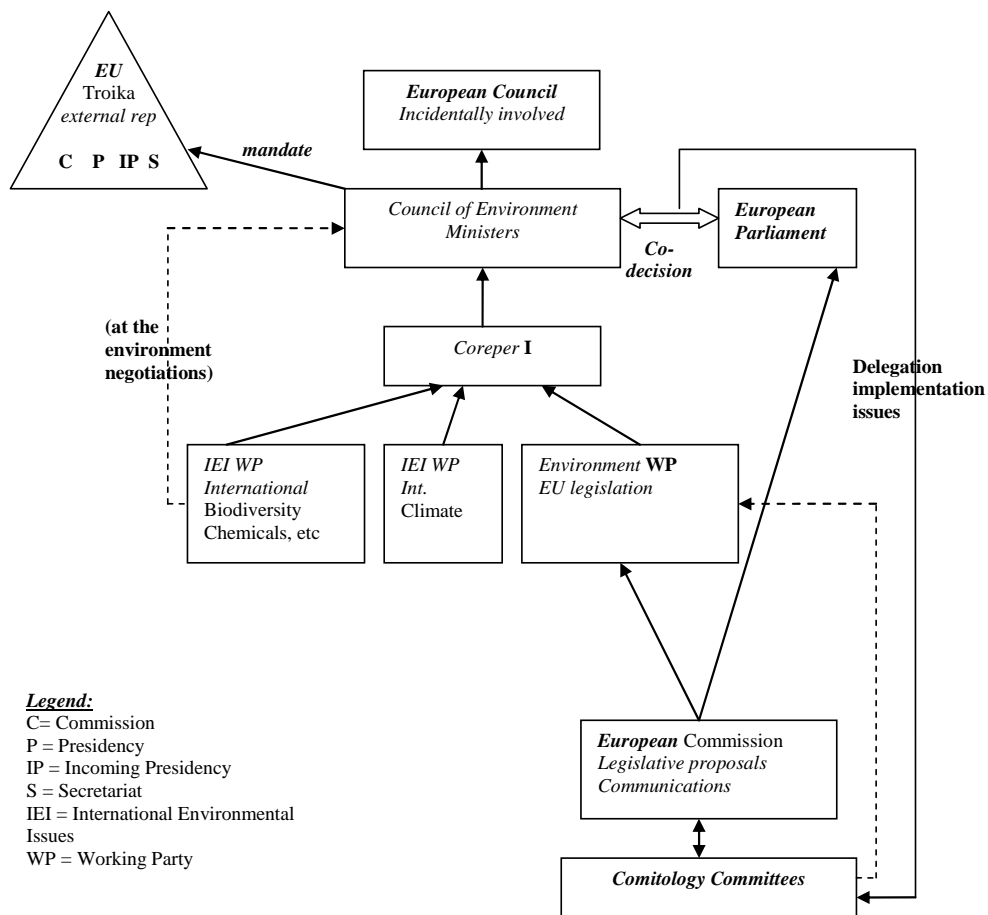 EU
Troika
external rep
C P IP S
European Council
Incidentally involved
mandate
Council of Environment
Ministers
European
Parliament
Co-
decision
(at the
environment
negotiations)
Coreper I
Delegation
implementation
issues
IEI WP
International
Biodiversity
Chemicals, etc
IEI WP
Int.
Climate
Environment WP
EU legislation
Legend:
C= Commission
P = Presidency
IP = Incoming Presidency
S = Secretariat
IEI = International Environmental
Issues
WP = Working Party
European Commission
Legislative proposals
Communications
Comitology Committees